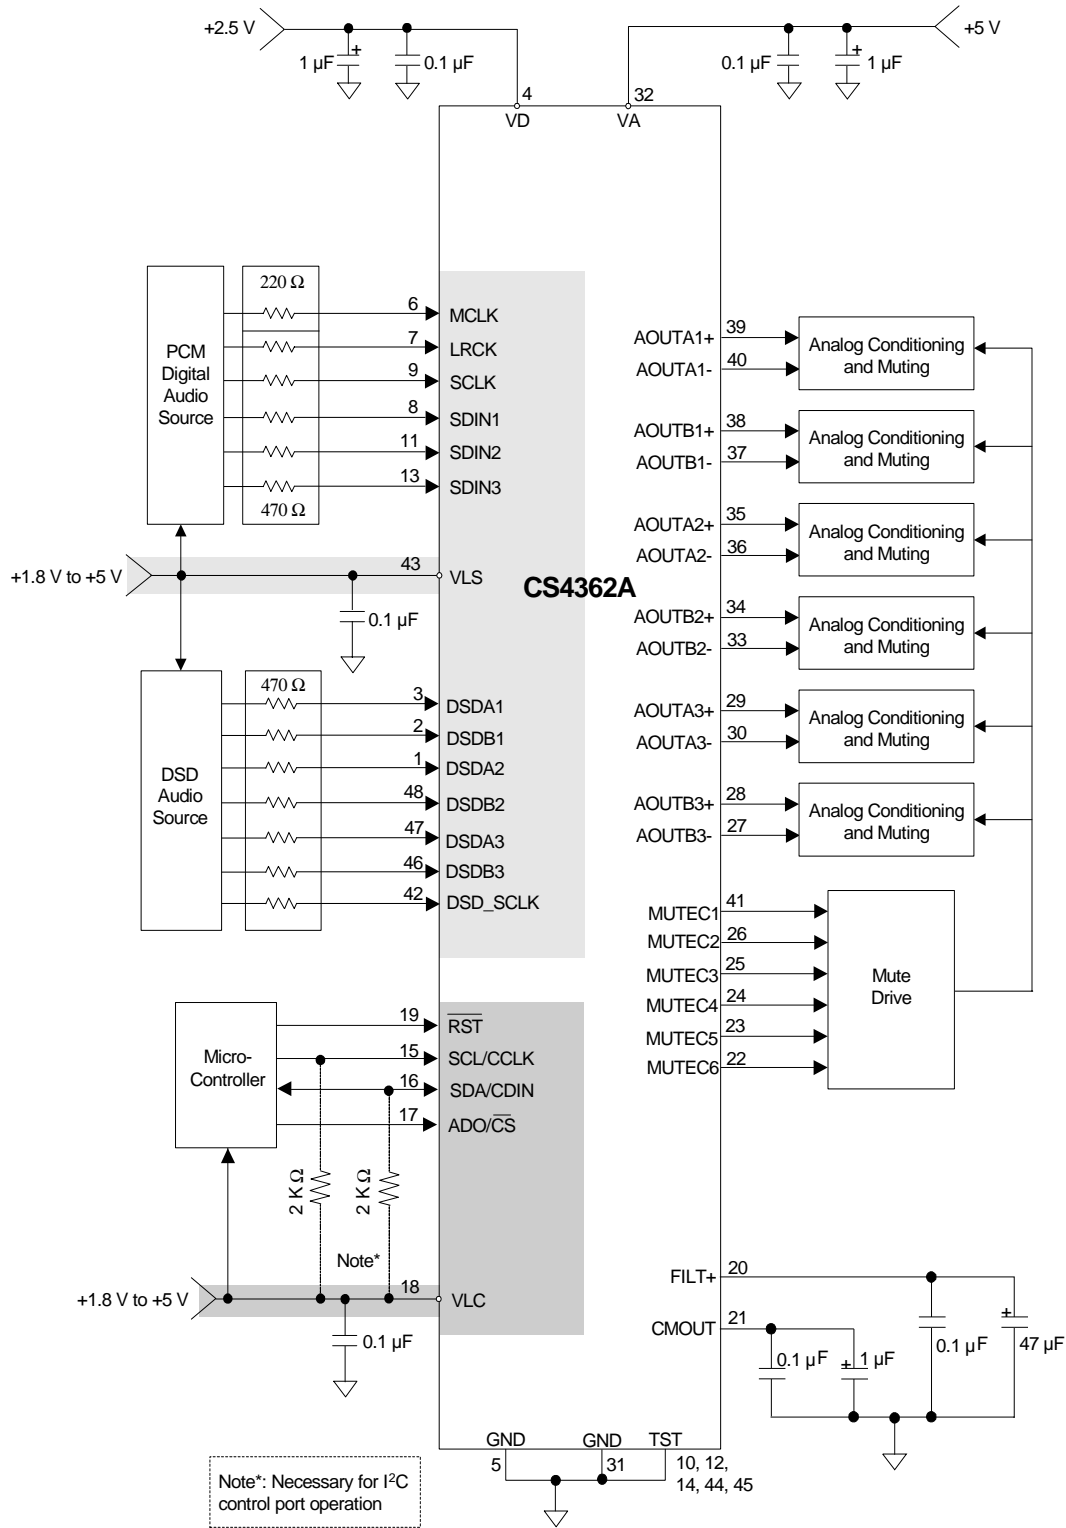 +2.5 V
+5 V
1 µF
+
0.1 µF
0.1 µF
+
1 µF
4
32
VD
VA
220 Ω
PCM
Digital
Audio
Source
6
MCLK
7
LRCK
9
SCLK
8
SDIN1
11
SDIN2
13
SDIN3
470 Ω
+1.8 V to +5 V
43
VLS
0.1 µF
CS4362A
470 Ω
DSD
Audio
Source
3
DSDA1
2
DSDB1
1
DSDA2
48
DSDB2
47
DSDA3
46
DSDB3
42
DSD_SCLK
Micro-
Controller
19
RST
15
SCL/CCLK
16
SDA/CDIN
17
ADO/CS
2 K Ω
2 K Ω
Note*
+1.8 V to +5 V
18
VLC
0.1 µF
AOUTA1+
39
AOUTA1-
40
Analog Conditioning
and Muting
AOUTB1+
38
AOUTB1-
37
Analog Conditioning
and Muting
AOUTA2+
35
AOUTA2-
36
Analog Conditioning
and Muting
AOUTB2+
34
AOUTB2-
33
Analog Conditioning
and Muting
AOUTA3+
29
AOUTA3-
30
Analog Conditioning
and Muting
AOUTB3+
28
AOUTB3-
27
Analog Conditioning
and Muting
MUTEC1
41
MUTEC2
26
MUTEC3
25
MUTEC4
24
MUTEC5
23
MUTEC6
22
Mute
Drive
FILT+
20
CMOUT
21
0.1 µF
+
1 µF
0.1 µF
+
47 µF
GND
GND
TST
5
31
10, 12,
14, 44, 45
Note*: Necessary for I²C
control port operation